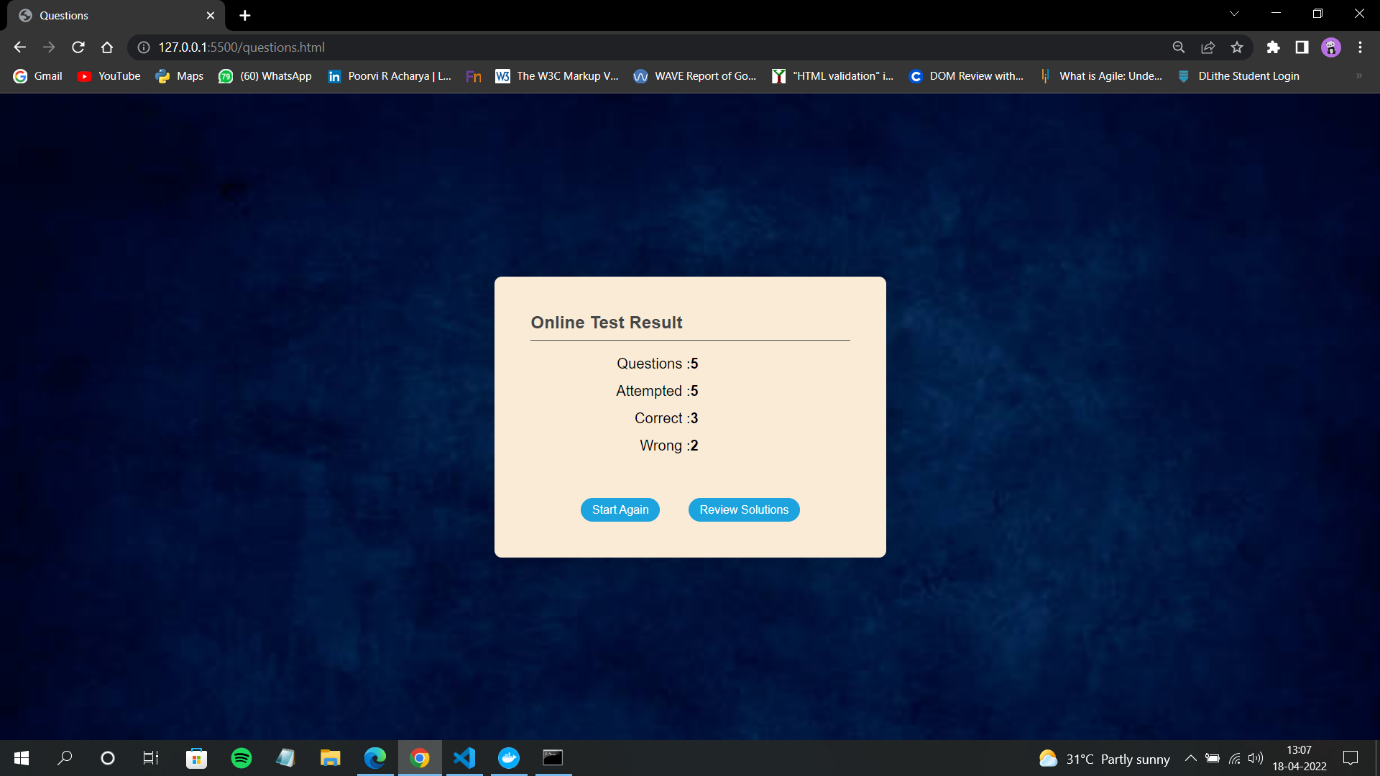 Questions
127.0.0.1:5500/questions.html
Gmail YouTube Maps (60) WhatsApp Poorvi R Acharya | L... Fn The W3C Markup V... WAVE Report of Go... "HTML validation" i... DOM Review with... What is Agile: Unde... DLithe Student Login »
Online Test Result
Questions :5
Attempted :5
Correct :3
Wrong :2
Start Again Review Solutions
31°C Partly sunny
13:07
18-04-2022